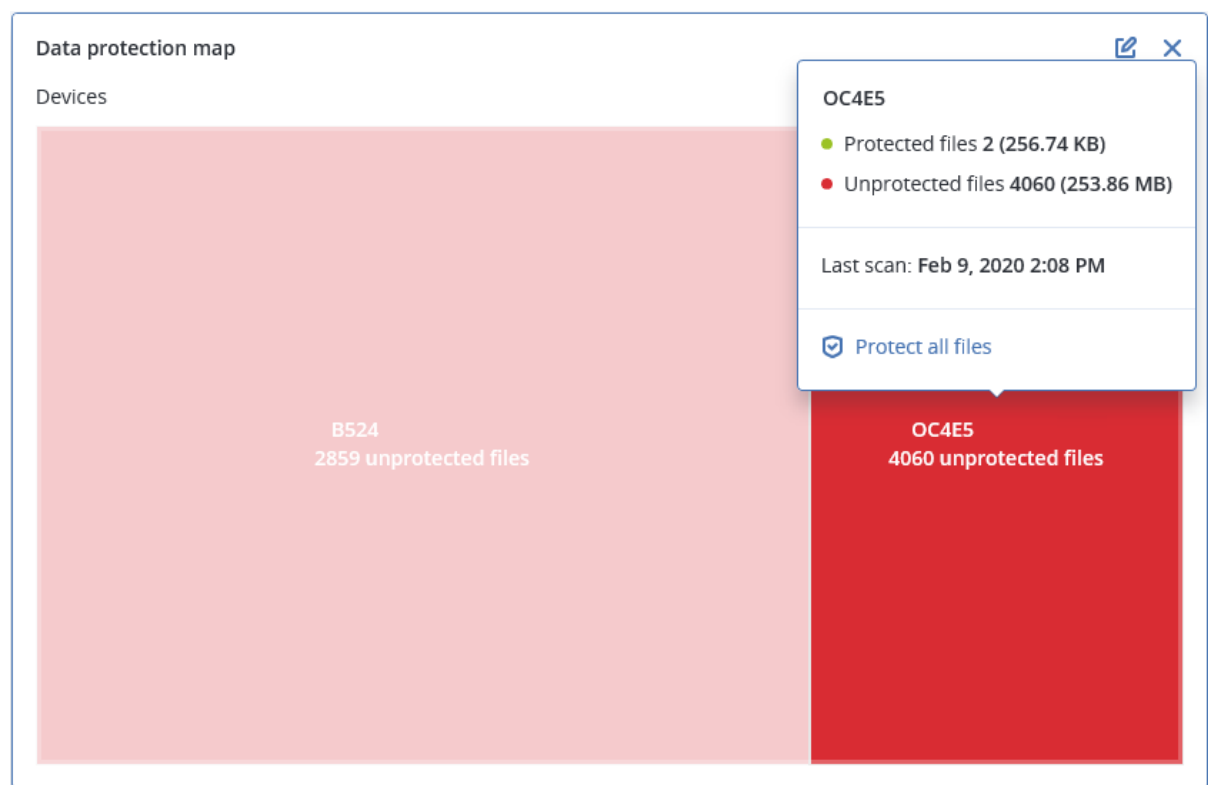 Data protection map
Devices
OC4E5
Protected files 2 (256.74 KB)
Unprotected files 4060 (253.86 MB)
Last scan: Feb 9, 2020 2:08 PM
Protect all files
B524
2859 unprotected files
OC4E5
4060 unprotected files